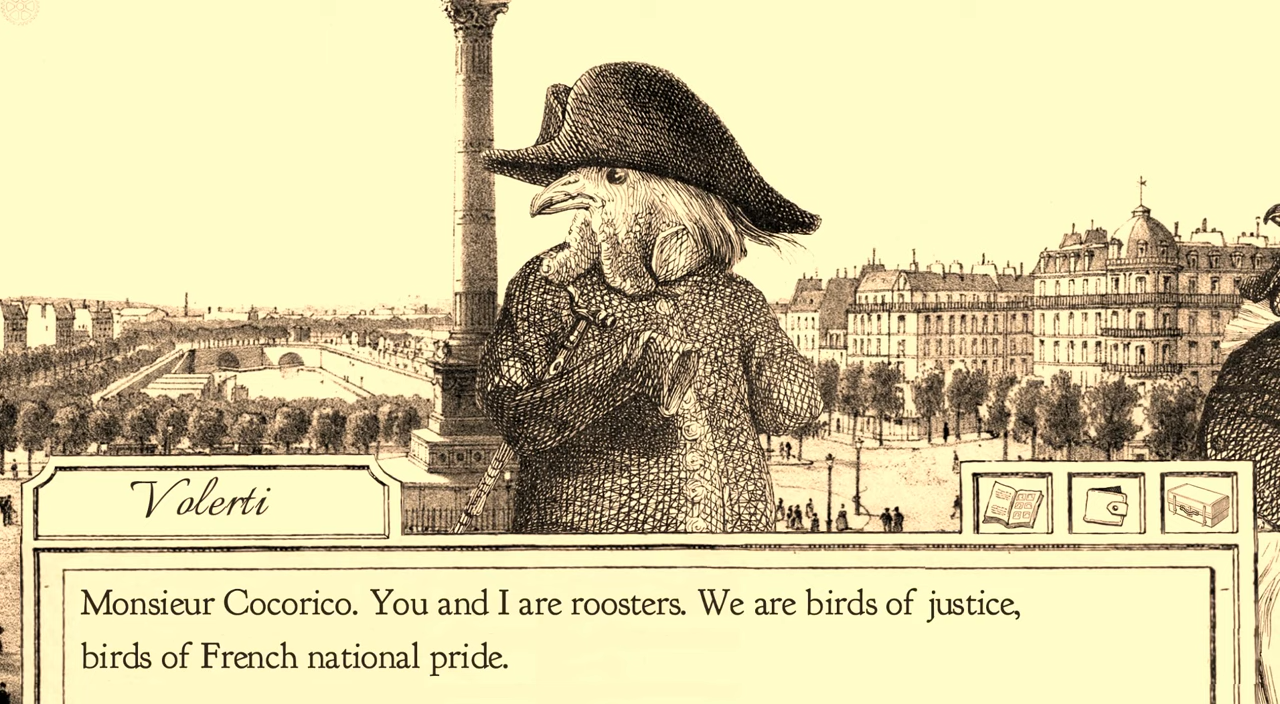 Volerti
Monsieur Cocorico. You and I are roosters. We are birds of justice,
birds of French national pride.